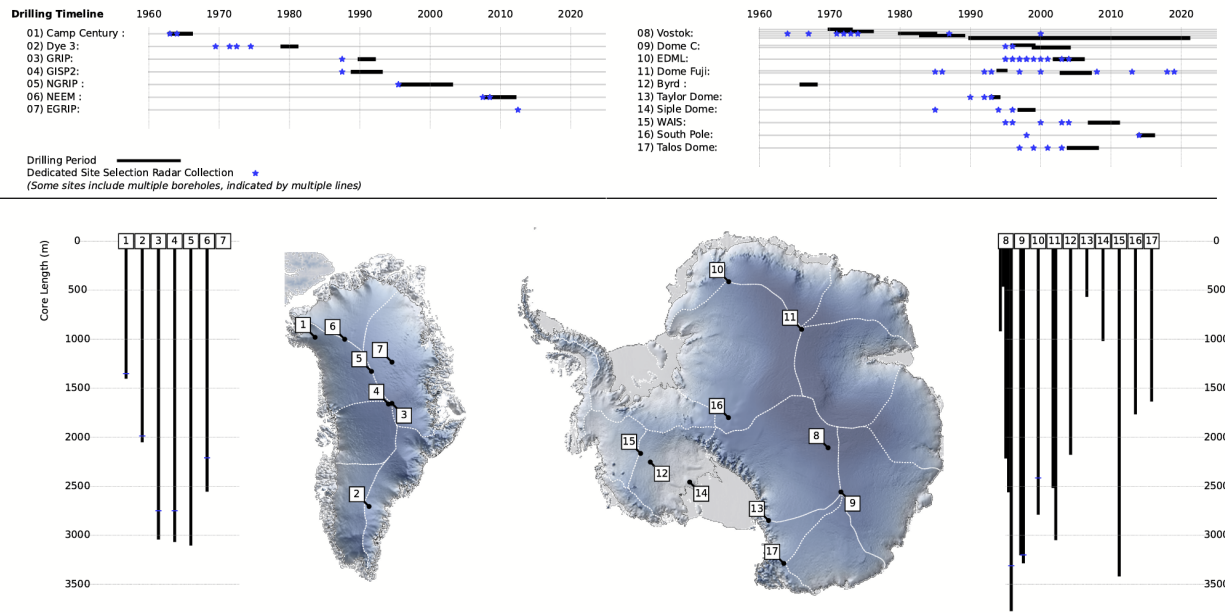 Drilling Timeline 1960 1970 1980 1990 2000 2010 2020
01) Camp Century :
02) Dye 3:
03) GRIP:
04) GISP2:
05) NGRIP :
06) NEEM :
07) EGRIP:
Drilling Period
Dedicated Site Selection Radar Collection
(Some sites include multiple boreholes, indicated by multiple lines)
1960 1970 1980 1990 2000 2010 2020
08) Vostok:
09) Dome C:
10) EDML:
11) Dome Fuji:
12) Byrd :
13) Taylor Dome:
14) Siple Dome:
15) WAIS:
16) South Pole:
17) Talos Dome:
Core Length (m)
0
500
1000
1500
2000
2500
3000
3500
1 2 3 4 5 6 7
1
6
7
5
4
3
2
10
11
16
8
15
12
14
13
9
17
8 9 10 11 12 13 14 15 16 17
0
500
1000
1500
2000
2500
3000
3500